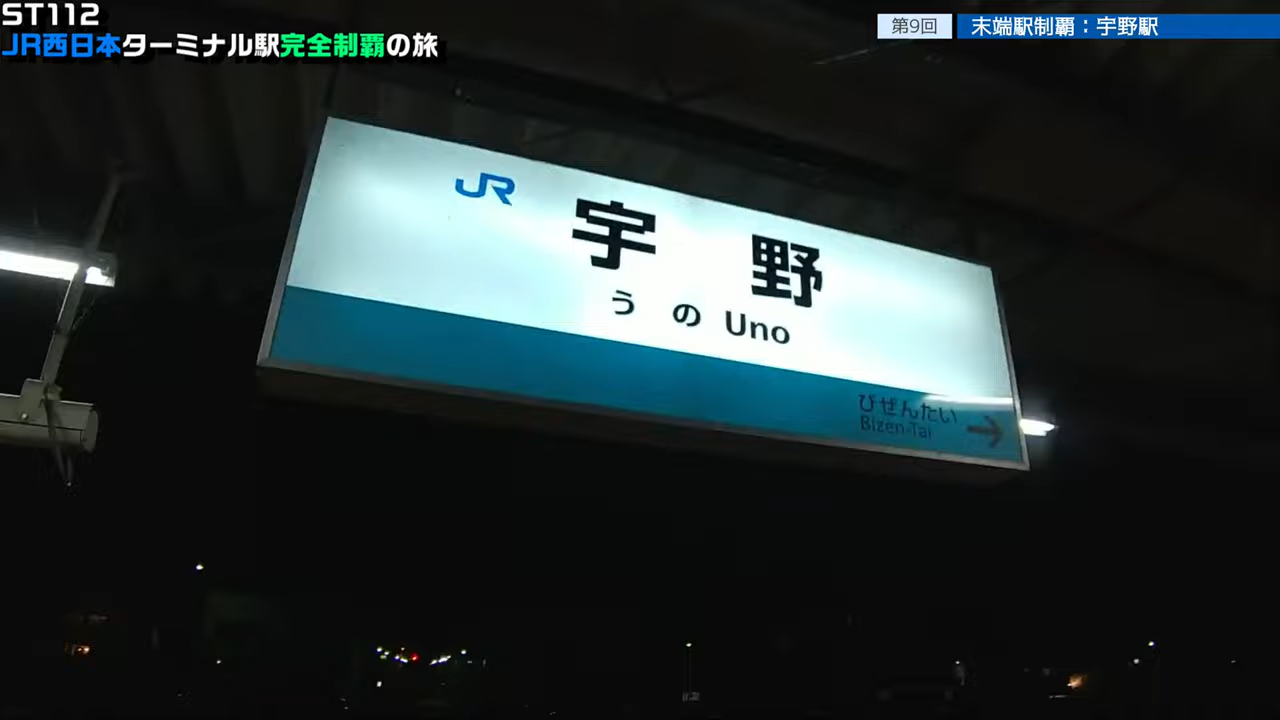 ST112
JR西日本ターミナル駅完全制覇の旅
第9回
末端駅制覇：宇野駅
JR
宇野
うの Uno
びぜんたい
Bizen-Tai